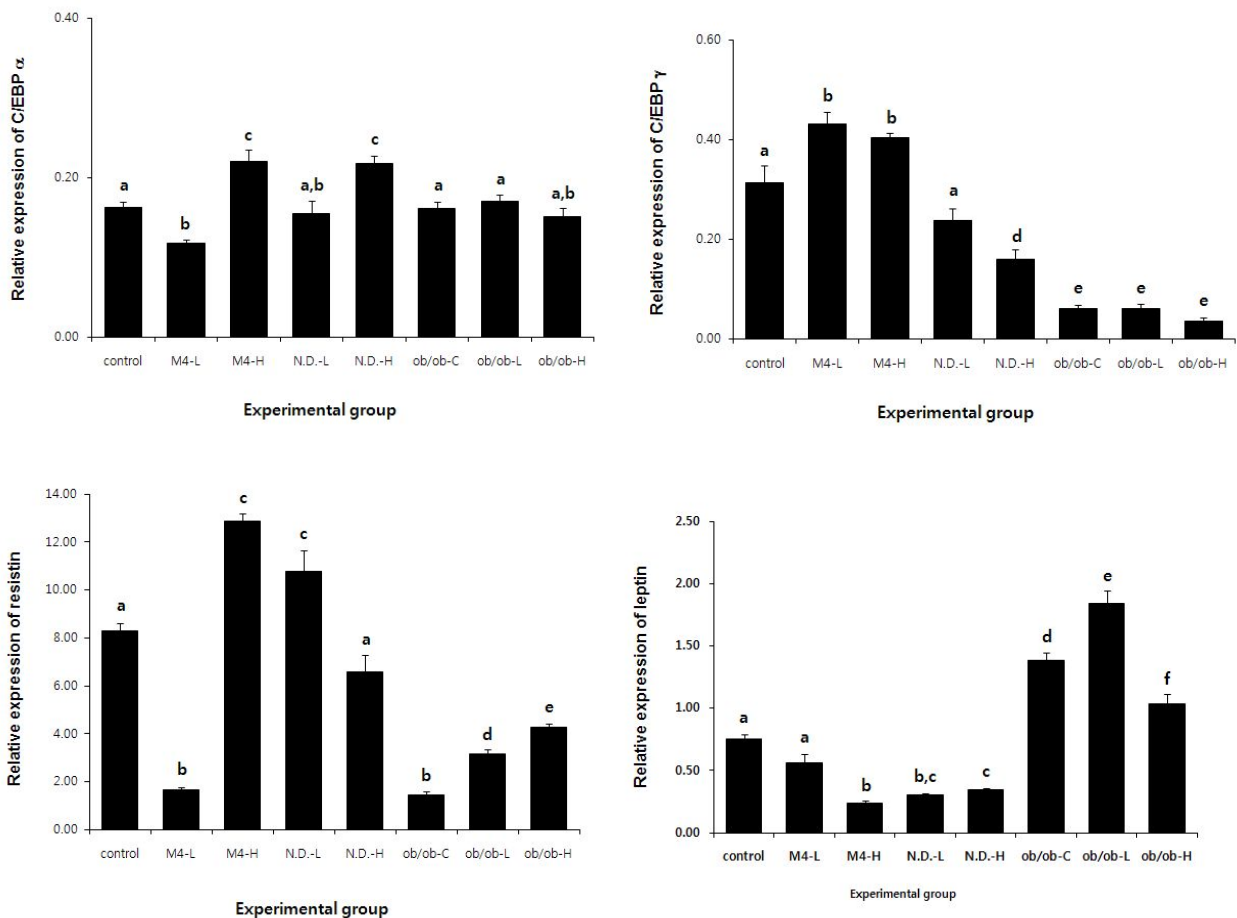 Relative expression of C/EBP α
0.40
0.20
0.00
a
b
c
a,b
c
a
a
a,b
control M4-L M4-H N.D.-L N.D.-H ob/ob-C ob/ob-L ob/ob-H
Experimental group
Relative expression of C/EBP γ
0.60
0.40
0.20
0.00
a
b
b
a
d
e
e
e
control M4-L M4-H N.D.-L N.D.-H ob/ob-C ob/ob-L ob/ob-H
Experimental group
Relative expression of resistin
14.00
12.00
10.00
8.00
6.00
4.00
2.00
0.00
a
b
c
c
a
b
d
e
control M4-L M4-H N.D.-L N.D.-H ob/ob-C ob/ob-L ob/ob-H
Experimental group
Relative expression of leptin
2.50
2.00
1.50
1.00
0.50
0.00
a
a
b
b,c
c
d
e
f
control M4-L M4-H N.D.-L N.D.-H ob/ob-C ob/ob-L ob/ob-H
Experimental group